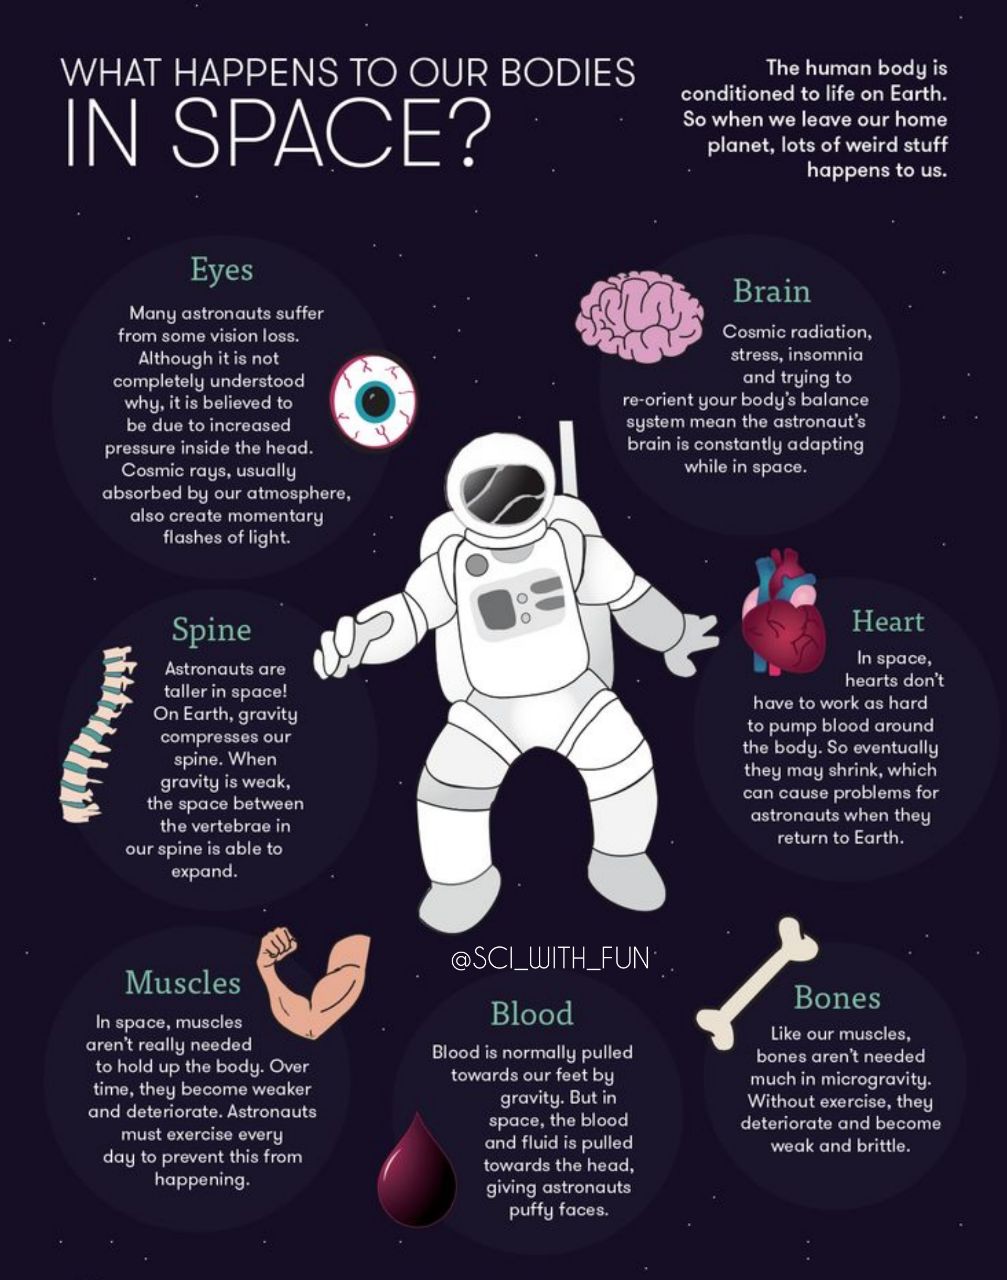 WHAT HAPPENS TO OUR BODIES
IN SPACE?
The human body is
conditioned to life on Earth.
So when we leave our home
planet, lots of weird stuff
happens to us.
Eyes
Many astronauts suffer
from some vision loss.
Although it is not
completely understood
why, it is believed to
be due to increased
pressure inside the head.
Cosmic rays, usually
absorbed by our atmosphere,
also create momentary
flashes of light.
Brain
Cosmic radiation,
stress, insomnia
and trying to
re-orient your body's balance
system mean the astronaut's
brain is constantly adapting
while in space.
Spine
Astronauts are
taller in space!
On Earth, gravity
compresses our
spine. When
gravity is weak,
the space between
the vertebrae in
our spine is able to
expand.
Heart
In space,
hearts don't
have to work as hard
to pump blood around
the body. So eventually
they may shrink, which
can cause problems for
astronauts when they
return to Earth.
@SCI_WITH_FUN
Muscles
In space, muscles
aren't really needed
to hold up the body. Over
time, they become weaker
and deteriorate. Astronauts
must exercise every
day to prevent this from
happening.
Blood
Blood is normally pulled
towards our feet by
gravity. But in
space, the blood
and fluid is pulled
towards the head,
giving astronauts
puffy faces.
Bones
Like our muscles,
bones aren't needed
much in microgravity.
Without exercise, they
deteriorate and become
weak and brittle.